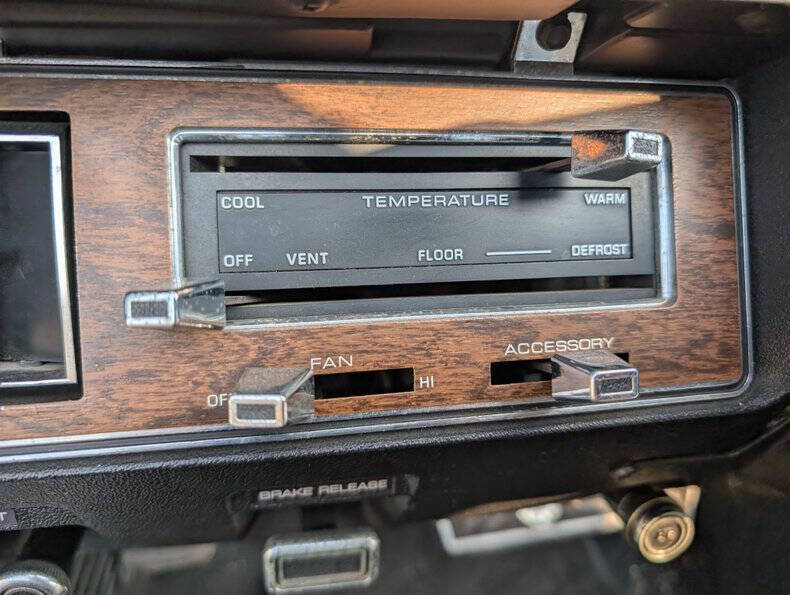 COOL TEMPERATURE WARM
OFF VENT FLOOR DEFROST
FAN ACCESSORY
HI
BRAKE RELEASE